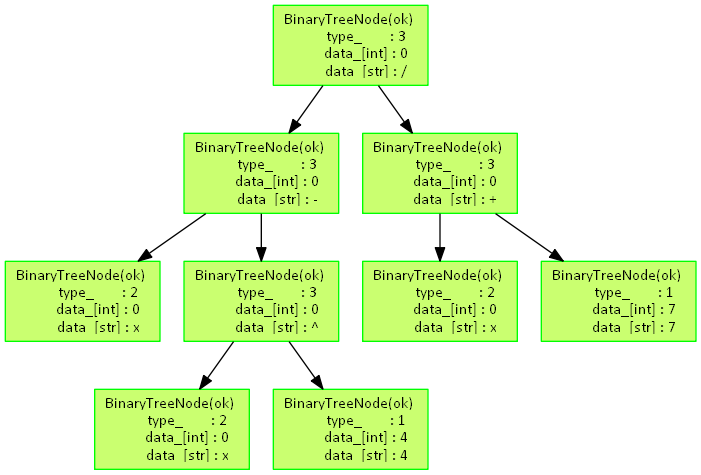 BinaryTreeNode(ok)
type_ : 3
data_[int] : 0
data_[str] : /
BinaryTreeNode(ok)
type_ : 3
data_[int] : 0
data_[str] : -
BinaryTreeNode(ok)
type_ : 3
data_[int] : 0
data_[str] : +
BinaryTreeNode(ok)
type_ : 2
data_[int] : 0
data_[str] : x
BinaryTreeNode(ok)
type_ : 3
data_[int] : 0
data_[str] : ^
BinaryTreeNode(ok)
type_ : 2
data_[int] : 0
data_[str] : x
BinaryTreeNode(ok)
type_ : 1
data_[int] : 7
data_[str] : 7
BinaryTreeNode(ok)
type_ : 2
data_[int] : 0
data_[str] : x
BinaryTreeNode(ok)
type_ : 1
data_[int] : 4
data_[str] : 4